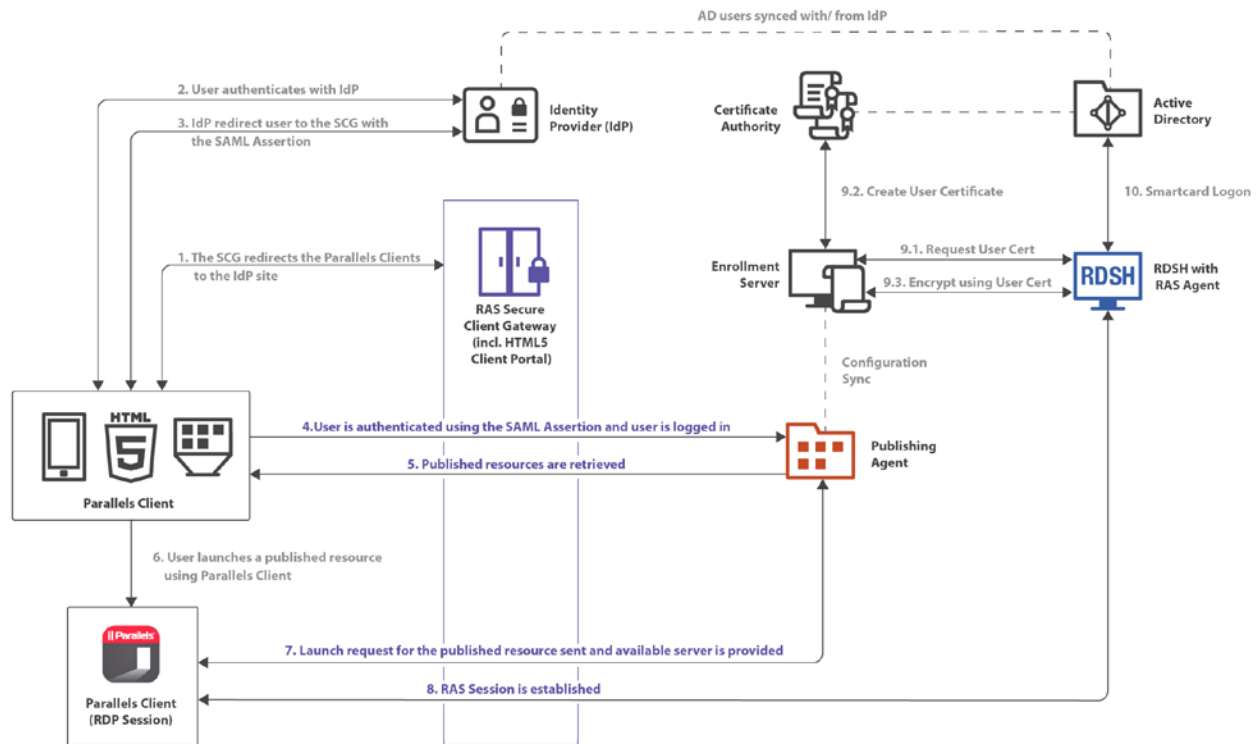 AD users synced with/ from IdP
2. User authenticates with IdP
3. IdP redirect user to the SCG with
the SAML Assertion
Identity
Provider (IdP)
Certificate
Authority
Active
Directory
9.2. Create User Certificate
10. Smartcard Logon
1. The SCG redirects the Parallels Clients
to the IdP site
RAS Secure
Client Gateway
(incl. HTML5
Client Portal)
Enrollment
Server
9.1. Request User Cert
9.3. Encrypt using User Cert
RDSH
RDSH with
RAS Agent
Configuration
Sync
HTML
5
Parallels Client
4.User is authenticated using the SAML Assertion and user is logged in
5. Published resources are retrieved
Publishing
Agent
6. User launches a published resource
using Parallels Client
|| Parallels®
Parallels Client
(RDP Session)
7. Launch request for the published resource sent and available server is provided
8. RAS Session is established